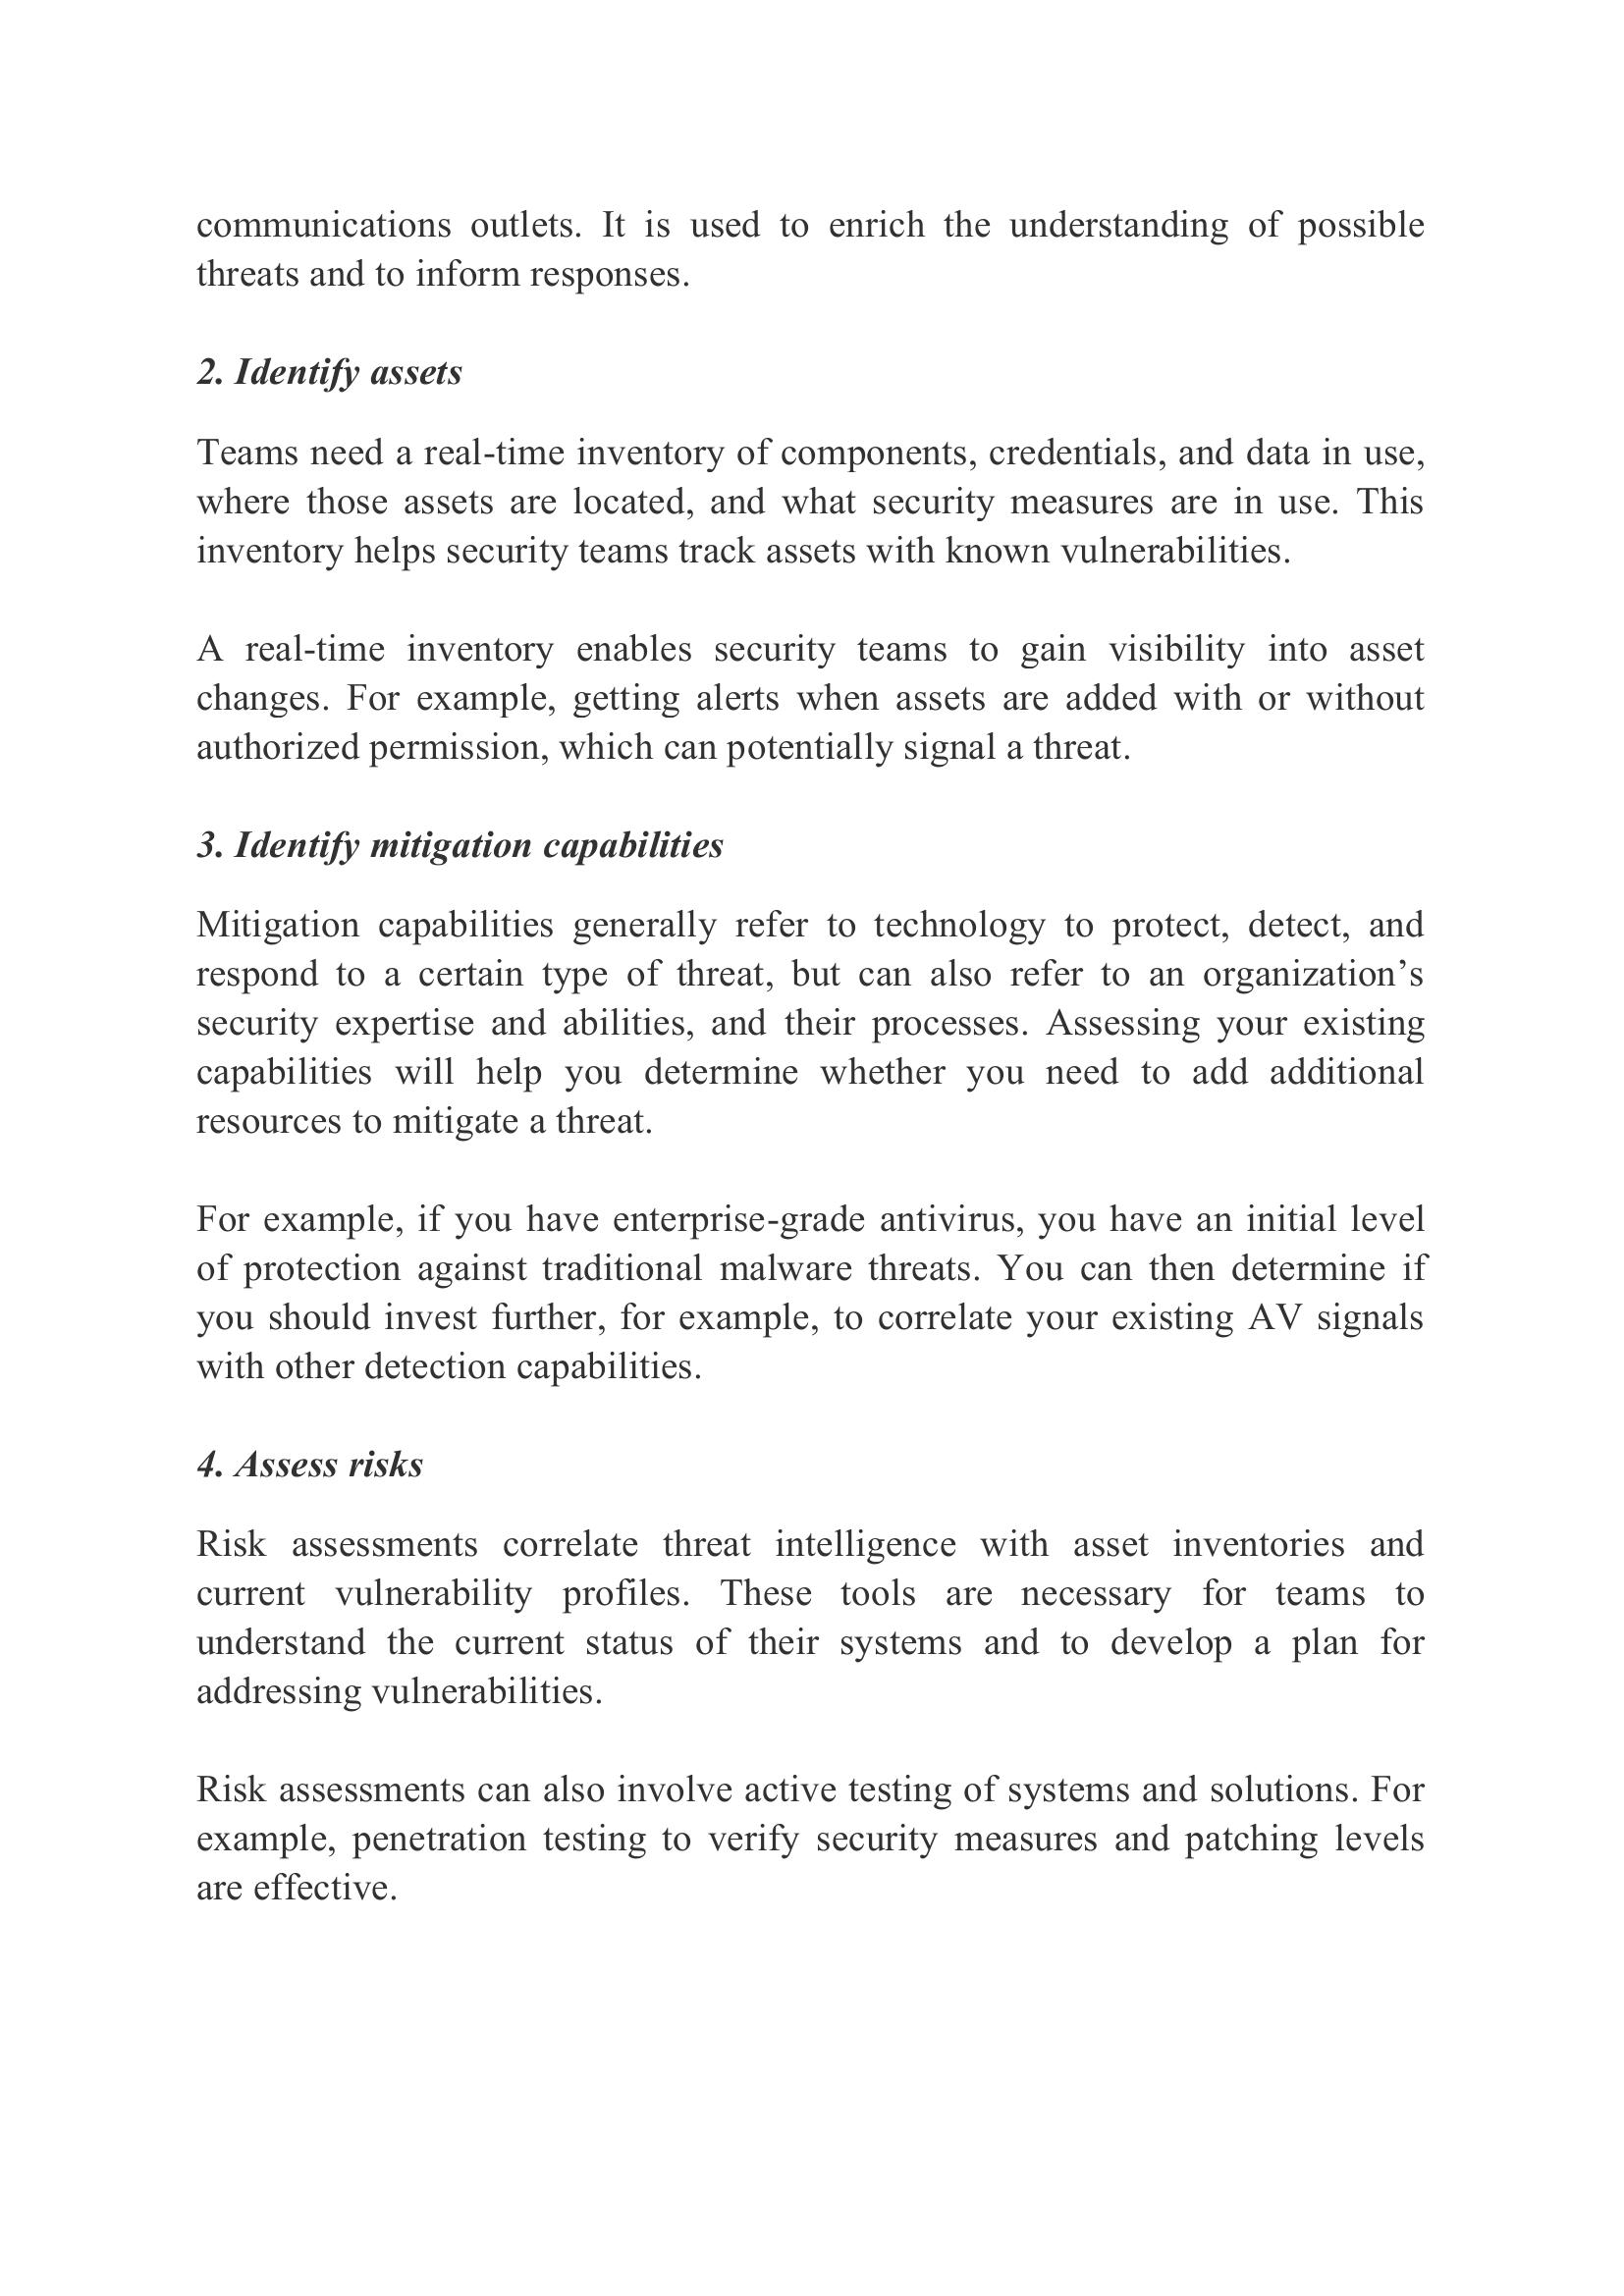 communications outlets. It is used to enrich the understanding of possible
threats and to inform responses.
2. Identify assets
Teams need a real-time inventory of components, credentials, and data in use,
where those assets are located, and what security measures are in use. This
inventory helps security teams track assets with known vulnerabilities.
A real-time inventory enables security teams to gain visibility into asset
changes. For example, getting alerts when assets are added with or without
authorized permission, which can potentially signal a threat.
3. Identify mitigation capabilities
Mitigation capabilities generally refer to technology to protect, detect, and
respond to a certain type of threat, but can also refer to an organization’s
security expertise and abilities, and their processes. Assessing your existing
capabilities will help you determine whether you need to add additional
resources to mitigate a threat.
For example, if you have enterprise-grade antivirus, you have an initial level
of protection against traditional malware threats. You can then determine if
you should invest further, for example, to correlate your existing AV signals
with other detection capabilities.
4. Assess risks
Risk assessments correlate threat intelligence with asset inventories and
current vulnerability profiles. These tools are necessary for teams to
understand the current status of their systems and to develop a plan for
addressing vulnerabilities.
Risk assessments can also involve active testing of systems and solutions. For
example, penetration testing to verify security measures and patching levels
are effective.